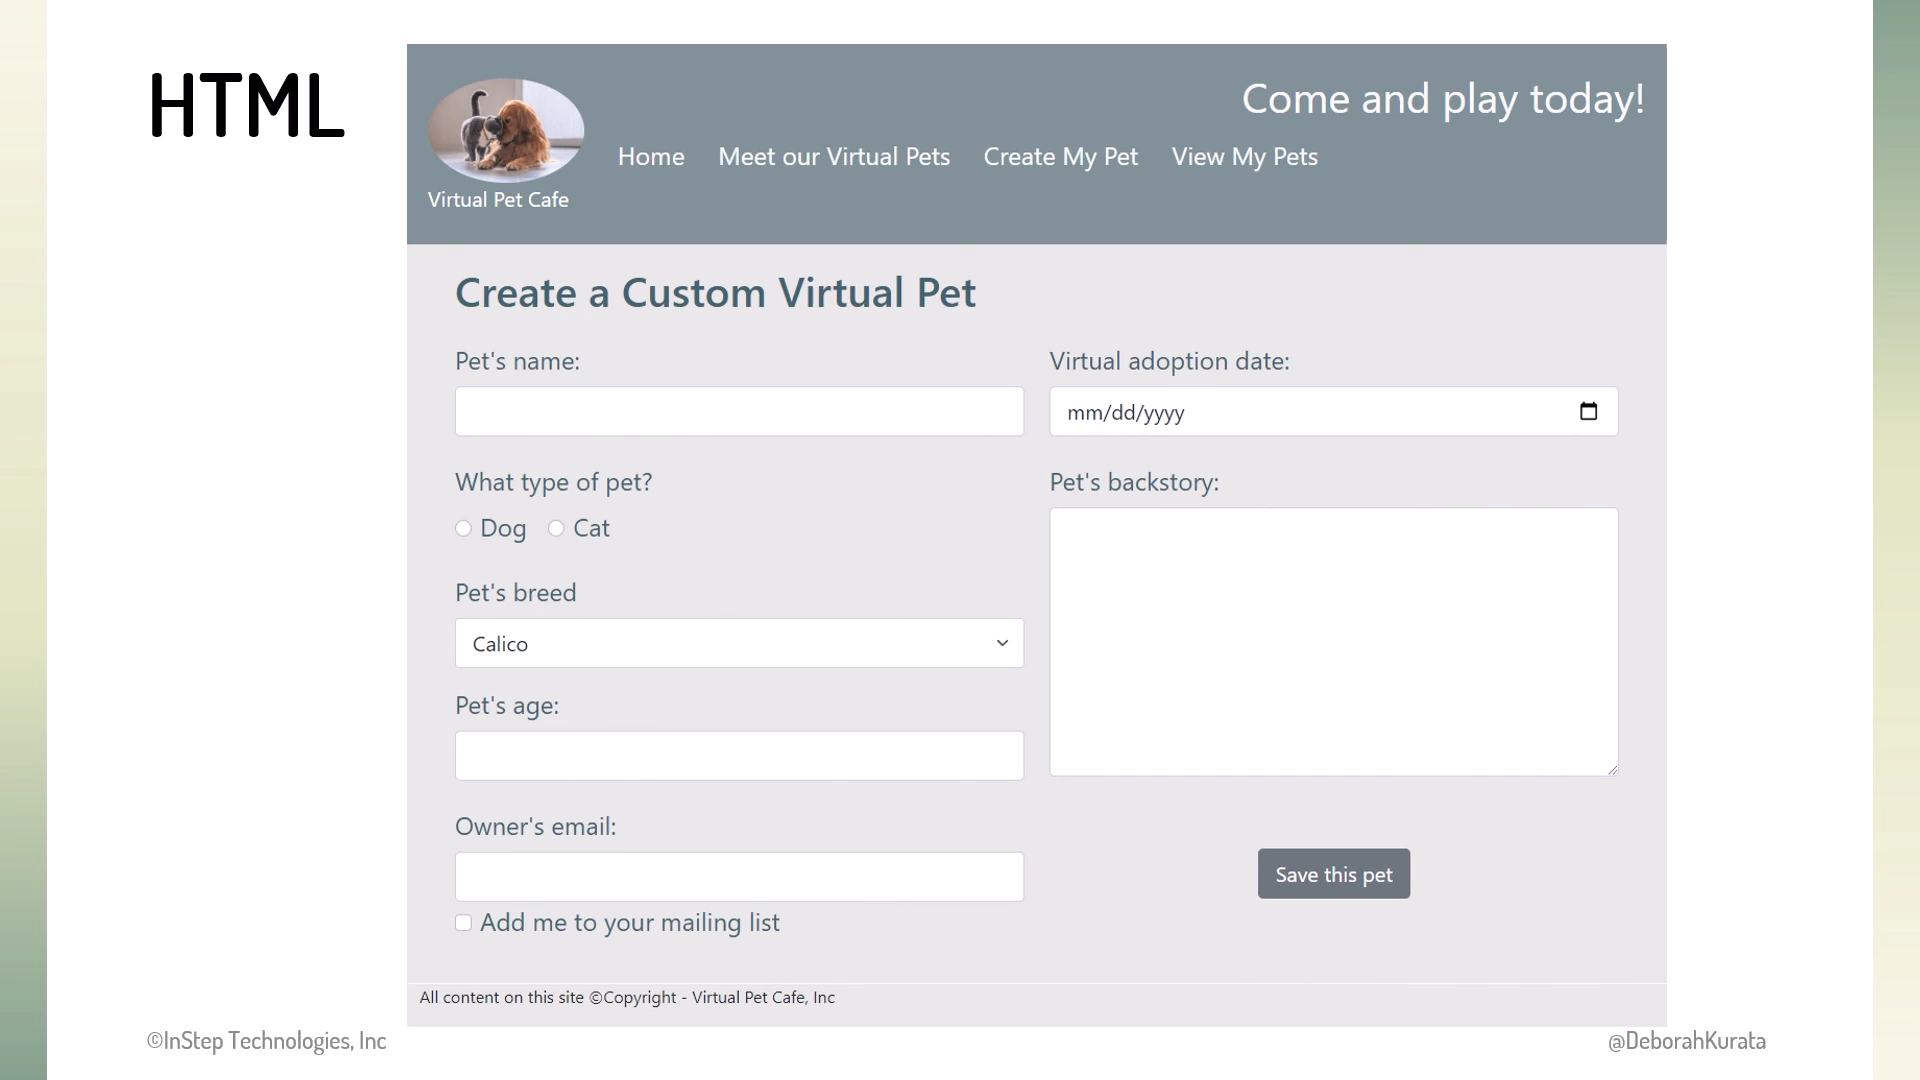 HTML
Come and play today!
Home Meet our Virtual Pets Create My Pet View My Pets
Virtual Pet Cafe
Create a Custom Virtual Pet
Pet's name:
Virtual adoption date:
mm/dd/yyyy
What type of pet?
Pet's backstory:
Dog Cat
Pet's breed
Calico
Pet's age:
Owner's email:
Save this pet
Add me to your mailing list
All content on this site ©Copyright - Virtual Pet Cafe, Inc
©InStep Technologies, Inc
@DeborahKurata